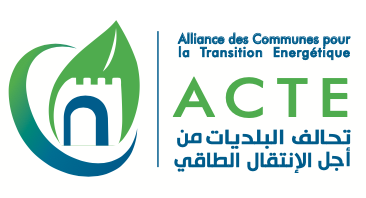 Alliance des Communes pour
la Transition Energétique
ACTE
تحالف البلديات من
أجل الإنتقال الطاقي